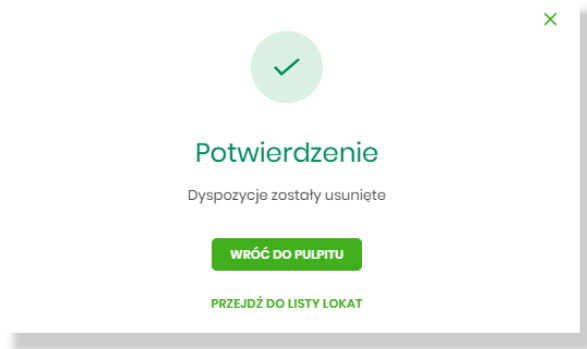 Potwierdzenie
Dyspozycje zostały usunięte
WRÓĆ DO PULPITU
PRZEJDŹ DO LISTY LOKAT